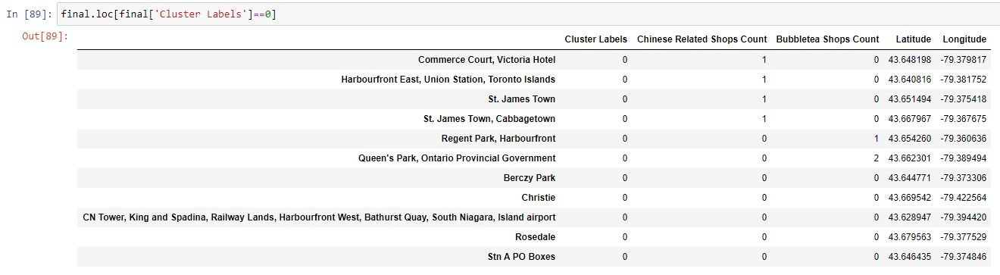 In [89]: final.loc[final['Cluster Labels']==0]
Out[89]:
Cluster Labels Chinese Related Shops Count Bubbletea Shops Count Latitude Longitude
Commerce Court, Victoria Hotel 0 1 0 43.648198 -79.379817
Harbourfront East, Union Station, Toronto Islands 0 1 0 43.640816 -79.381752
St. James Town 0 1 0 43.651494 -79.375418
St. James Town, Cabbagetown 0 1 0 43.667967 -79.367675
Regent Park, Harbourfront 0 0 1 43.654260 -79.360636
Queen's Park, Ontario Provincial Government 0 0 2 43.662301 -79.389494
Berczy Park 0 0 0 43.644771 -79.373306
Christie 0 0 0 43.669542 -79.422564
CN Tower, King and Spadina, Railway Lands, Harbourfront West, Bathurst Quay, South Niagara, Island airport 0 0 0 43.628947 -79.394420
Rosedale 0 0 0 43.679563 -79.377529
Stn A PO Boxes 0 0 0 43.646435 -79.374846